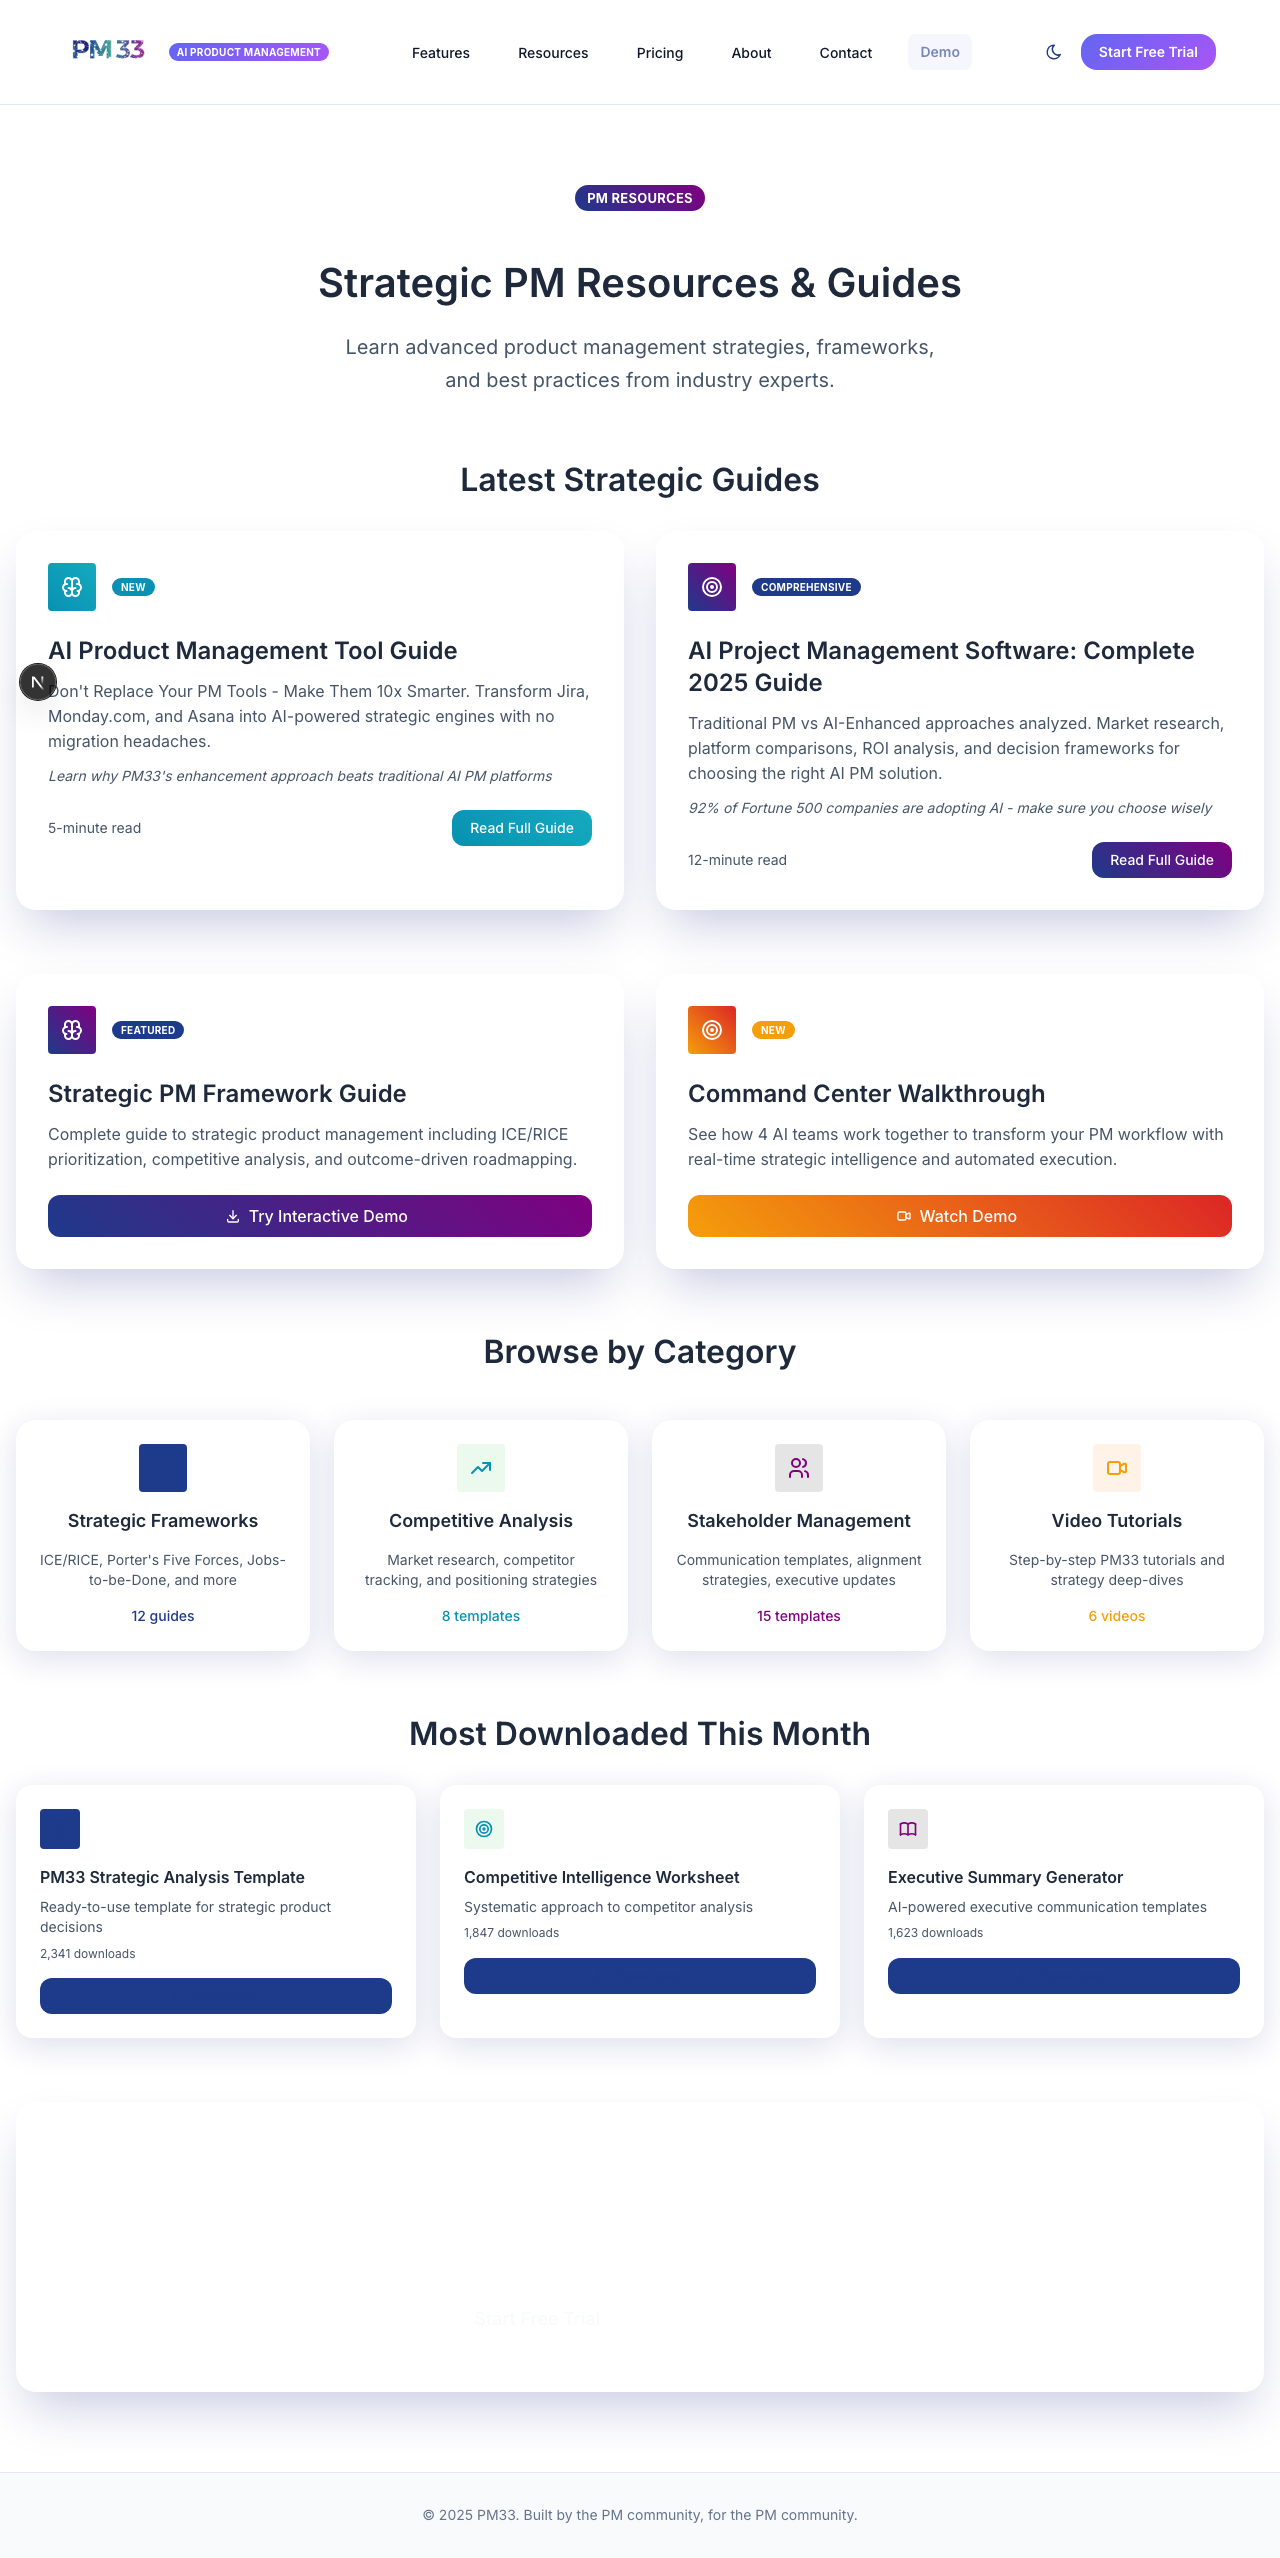 PM33
AI PRODUCT MANAGEMENT
Features
Resources
Pricing
About
Contact
Demo
Start Free Trial
PM RESOURCES
Strategic PM Resources & Guides
Learn advanced product management strategies, frameworks,
and best practices from industry experts.
Latest Strategic Guides
NEW
AI Product Management Tool Guide
Don't Replace Your PM Tools - Make Them 10x Smarter. Transform Jira,
Monday.com, and Asana into AI-powered strategic engines with no
migration headaches.
Learn why PM33's enhancement approach beats traditional AI PM platforms
5-minute read
Read Full Guide
COMPREHENSIVE
AI Project Management Software: Complete
2025 Guide
Traditional PM vs AI-Enhanced approaches analyzed. Market research,
platform comparisons, ROI analysis, and decision frameworks for
choosing the right AI PM solution.
92% of Fortune 500 companies are adopting AI - make sure you choose wisely
12-minute read
Read Full Guide
N
FEATURED
Strategic PM Framework Guide
Complete guide to strategic product management including ICE/RICE
prioritization, competitive analysis, and outcome-driven roadmapping.
Try Interactive Demo
NEW
Command Center Walkthrough
See how 4 AI teams work together to transform your PM workflow with
real-time strategic intelligence and automated execution.
Watch Demo
Browse by Category
Strategic Frameworks
ICE/RICE, Porter's Five Forces, Jobs-
to-be-Done, and more
12 guides
Competitive Analysis
Market research, competitor
tracking, and positioning strategies
8 templates
Stakeholder Management
Communication templates, alignment
strategies, executive updates
15 templates
Video Tutorials
Step-by-step PM33 tutorials and
strategy deep-dives
6 videos
Most Downloaded This Month
PM33 Strategic Analysis Template
Ready-to-use template for strategic product
decisions
2,341 downloads
Competitive Intelligence Worksheet
Systematic approach to competitor analysis
1,847 downloads
Executive Summary Generator
AI-powered executive communication templates
1,623 downloads
Start Free Trial
© 2025 PM33. Built by the PM community, for the PM community.